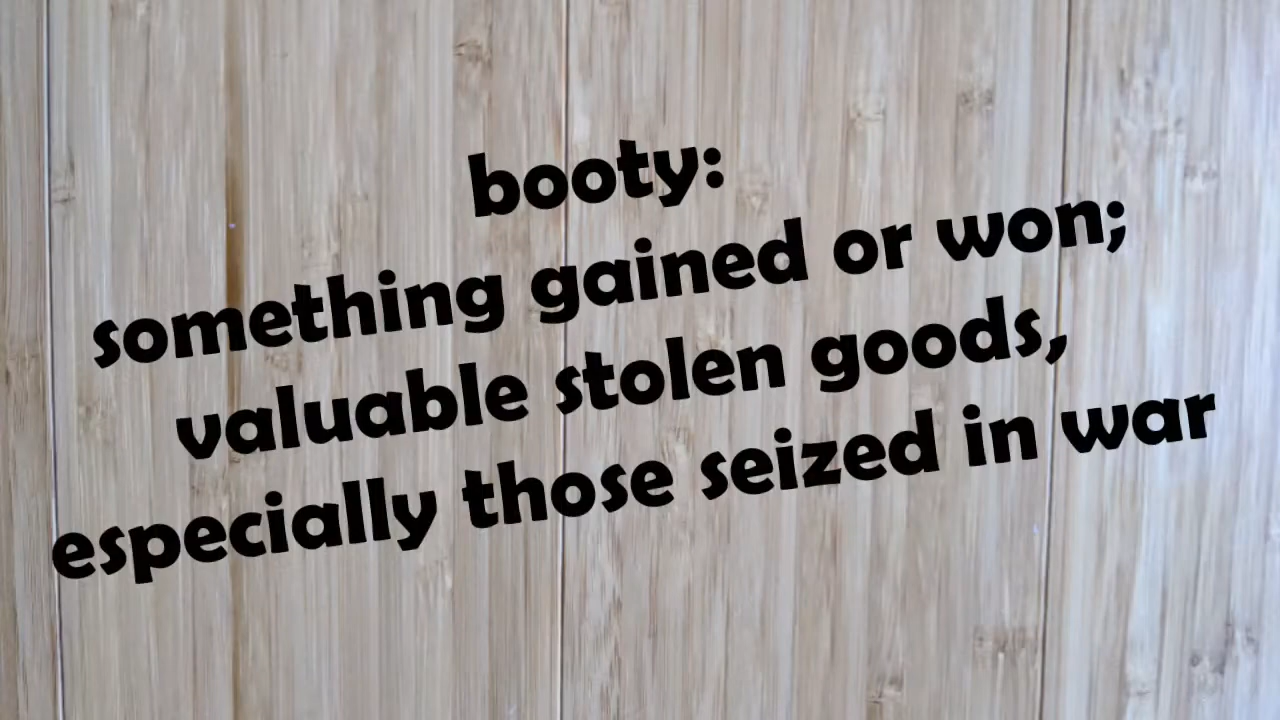 booty:
something gained or won;
valuable stolen goods,
especially those seized in war